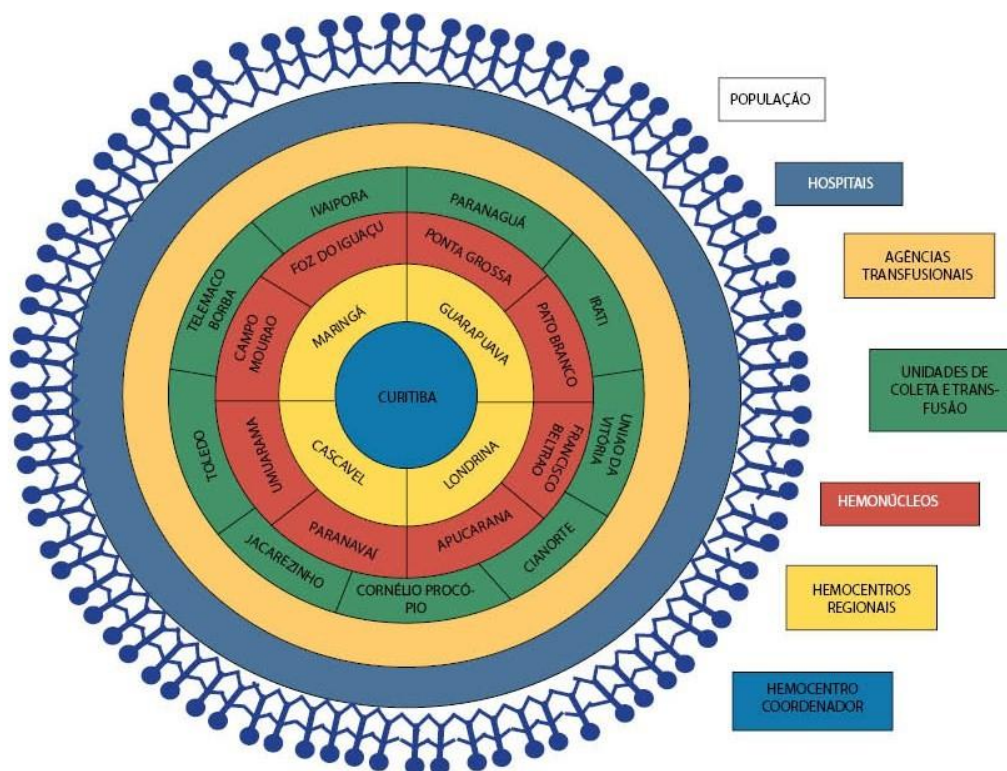 POPULAÇÃO
HOSPITAIS
AGÊNCIAS
TRANSFUSIONAIS
UNIDADES DE
COLETA E TRANS-
FUSÃO
HEMONÚCLEOS
HEMOCENTROS
REGIONAIS
HEMOCENTRO
COORDENADOR
IVAIPORA
PARANAGUÁ
IRATI
UNIAO DA
VITÓRIA
CIANORTE
CORNÉLIO PROCÓ-
PIO
JACAREZINHO
TOLEDO
TELEMACO
BORBA
FOZ DO IGUAÇU
PONTA GROSSA
PATO BRANCO
FRANCISCO
BELTRAO
APUCARANA
PARANAVAÍ
UMUARAMA
CAMPO
MOURAO
MARINGÁ
GUARAPUAVA
LONDRINA
CASCAVEL
CURITIBA